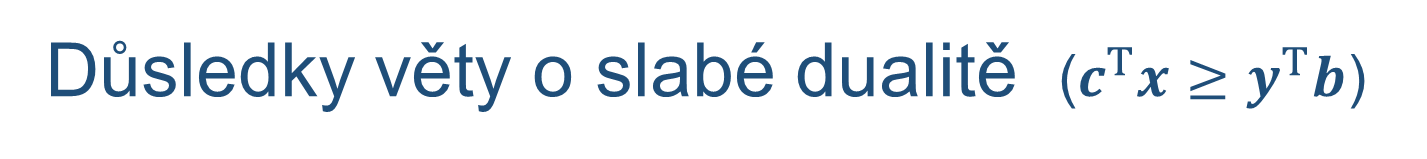 Důsledky věty o slabé dualitě (𝒄ᵀ𝒙 ≥ 𝒚ᵀ𝒃)